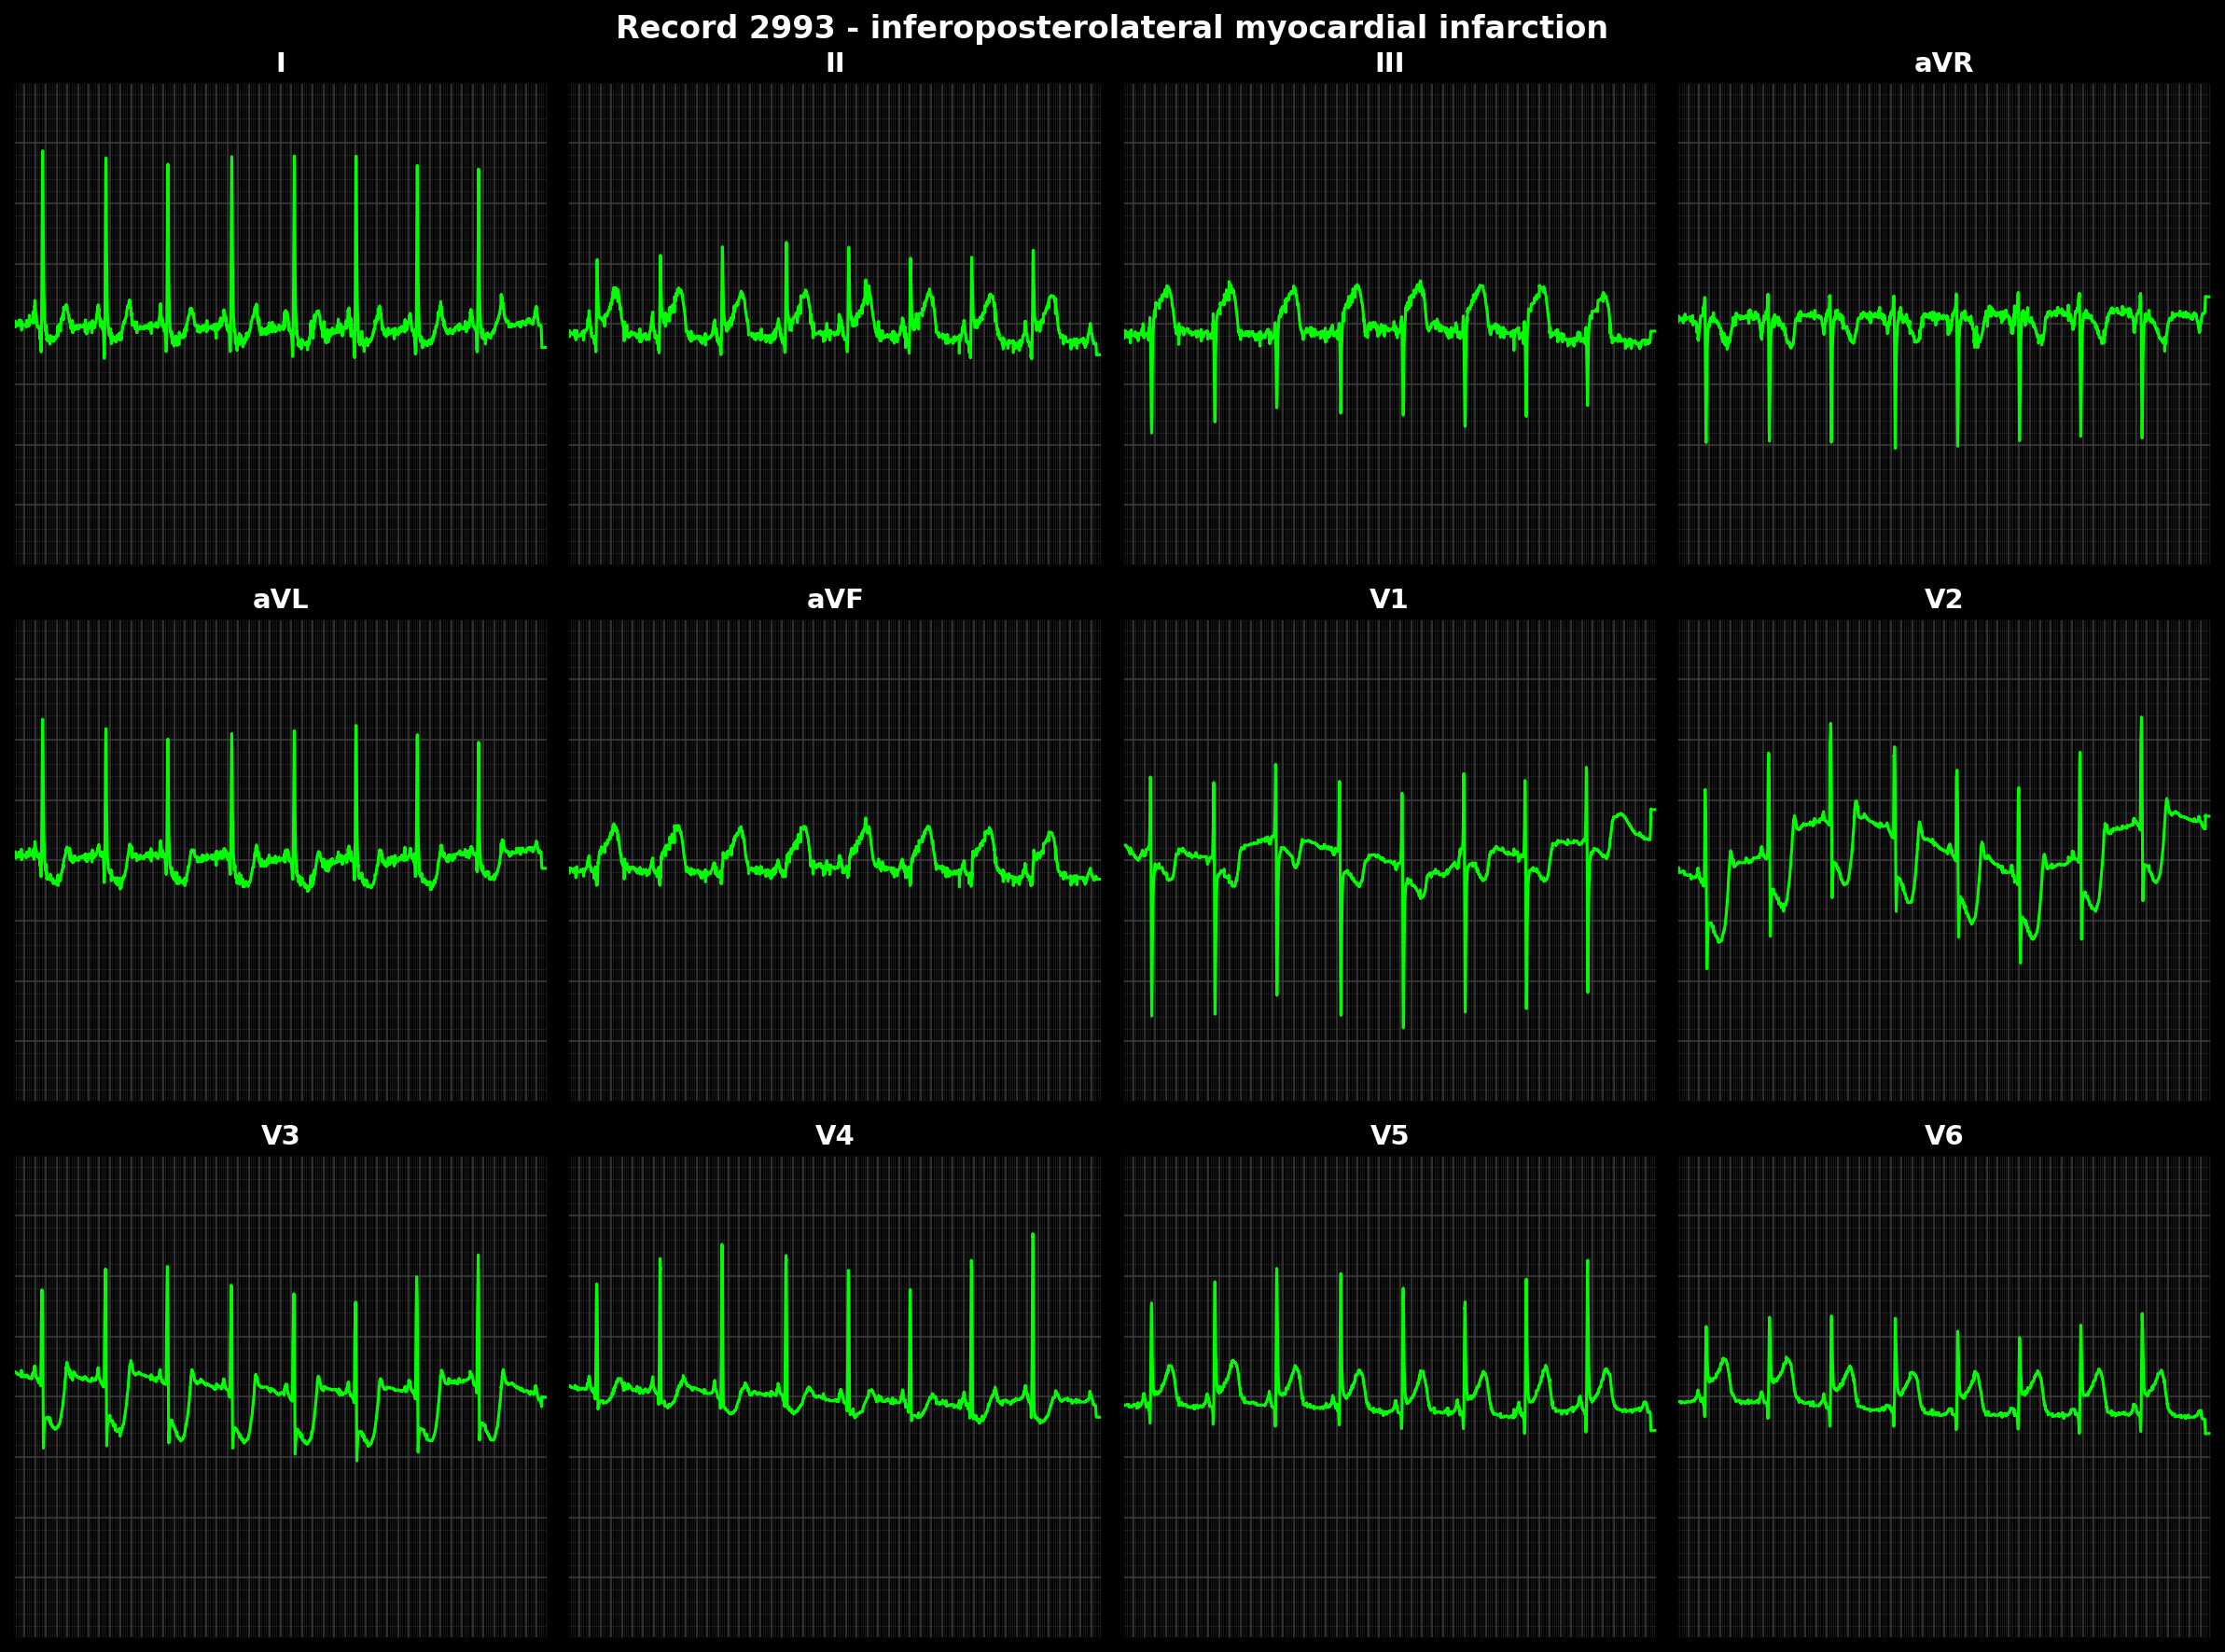 Record 2993 - inferoposterolateral myocardial infarction
I II III aVR
aVL aVF V1 V2
V3 V4 V5 V6